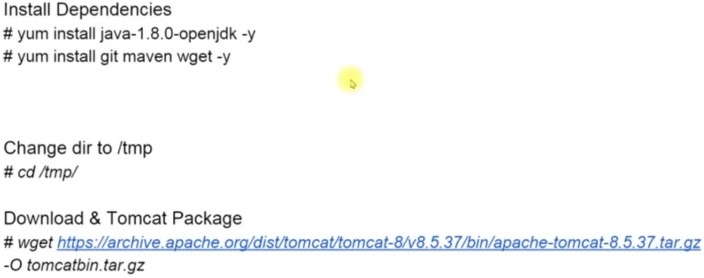 Install Dependencies
# yum install java-1.8.0-openjdk -y
# yum install git maven wget -y
Change dir to /tmp
# cd /tmp/
Download & Tomcat Package
# wget https://archive.apache.org/dist/tomcat/tomcat-8/v8.5.37/bin/apache-tomcat-8.5.37.tar.gz
-O tomcatbin.tar.gz